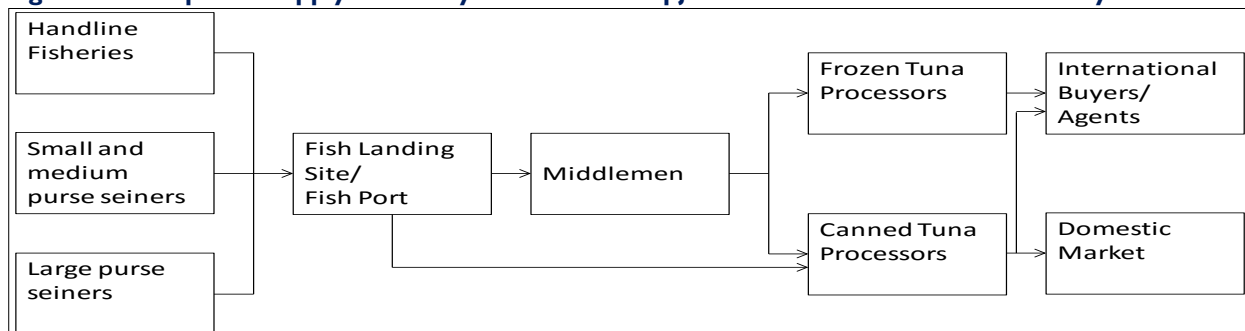 Handline
Fisheries
Small and
medium
purse seiners
Large purse
seiners
Fish Landing
Site/
Fish Port
Middlemen
Frozen Tuna
Processors
Canned Tuna
Processors
International
Buyers/
Agents
Domestic
Market